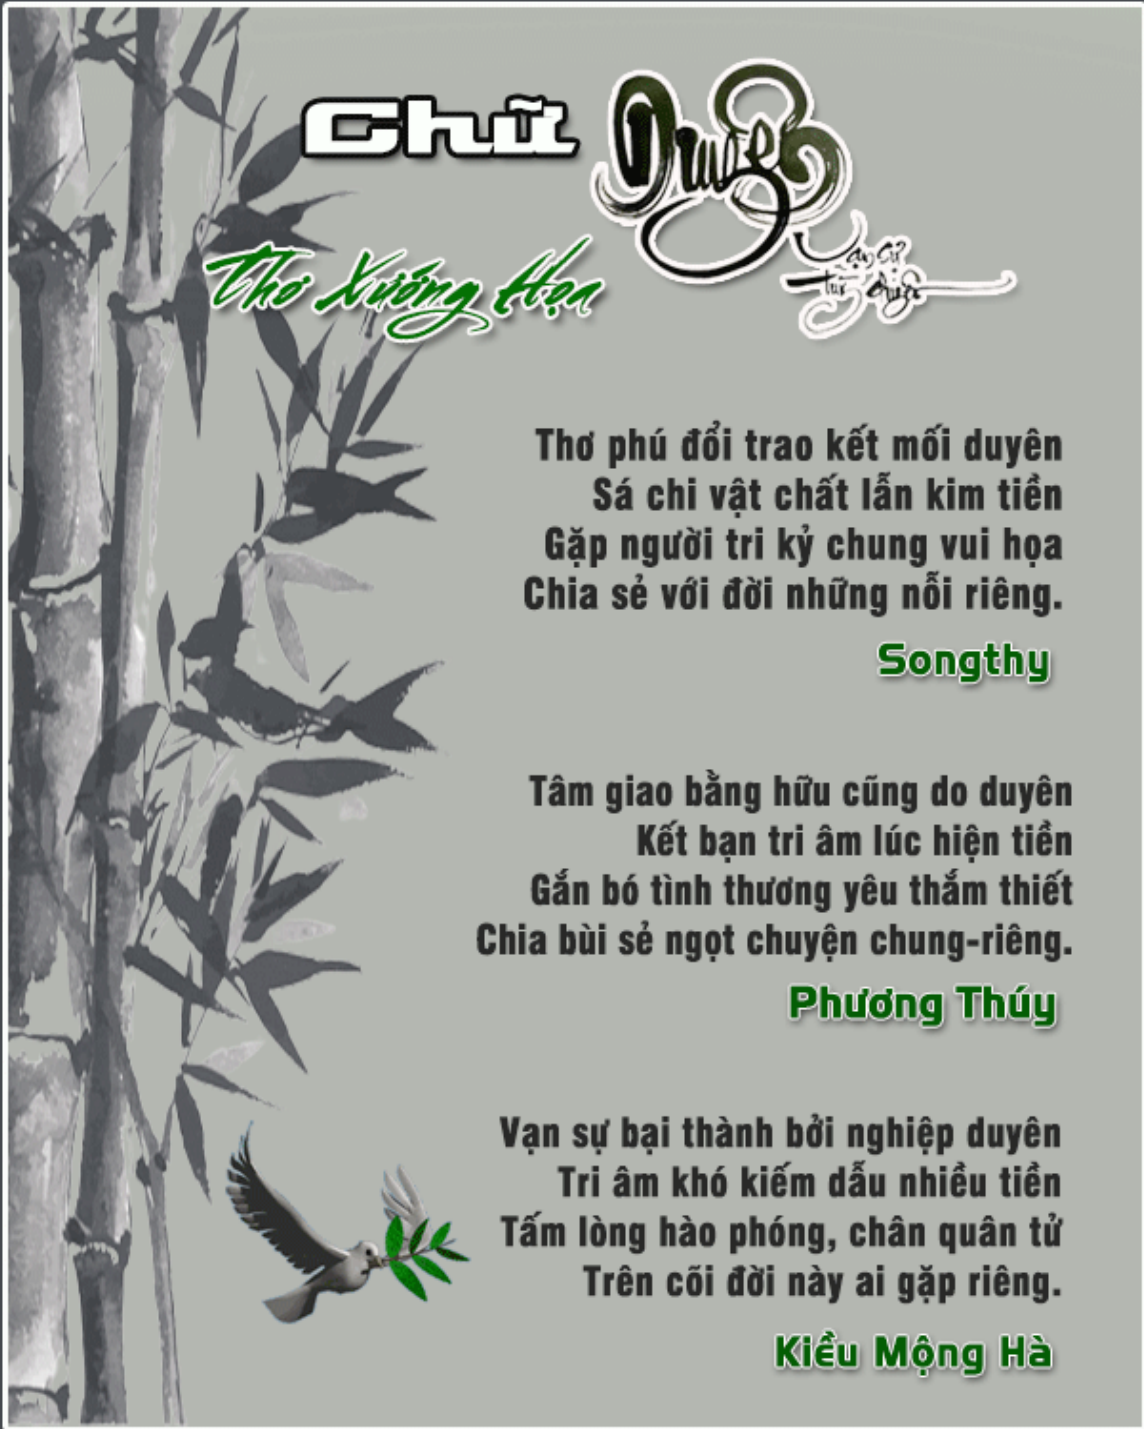 Chữ Duyên
Vạn sự
tùy duyên
Thơ Xướng Họa
Thơ phú đổi trao kết mối duyên
Sá chi vật chất lẫn kim tiền
Gặp người tri kỷ chung vui họa
Chia sẻ với đời những nỗi riêng.
Songthy
Tâm giao bằng hữu cũng do duyên
Kết bạn tri âm lúc hiện tiền
Gắn bó tình thương yêu thắm thiết
Chia bùi sẻ ngọt chuyện chung-riêng.
Phương Thúy
Vạn sự bại thành bởi nghiệp duyên
Tri âm khó kiếm dẫu nhiều tiền
Tấm lòng hào phóng, chân quân tử
Trên cõi đời này ai gặp riêng.
Kiều Mộng Hà